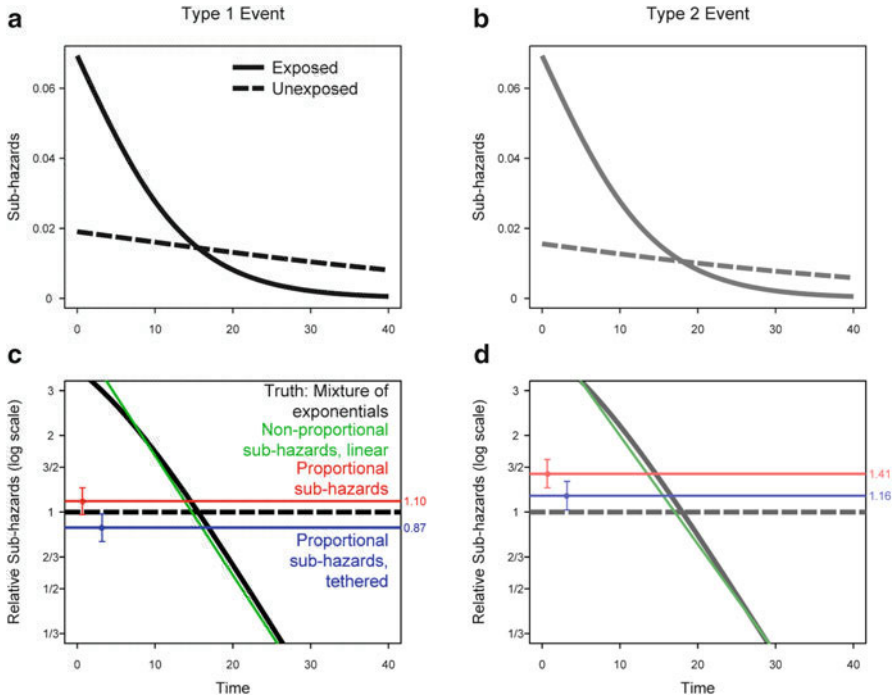 a
Type 1 Event
Sub-hazards
0.06
0.04
0.02
0
Exposed
Unexposed
0
10
20
30
40
b
Type 2 Event
Sub-hazards
0.06
0.04
0.02
0
0
10
20
30
40
Time
c
Relative Sub-hazards (log scale)
3
2
3/2
1
2/3
1/2
1/3
Truth: Mixture of
exponentials
Non-proportional
sub-hazards, linear
Proportional
sub-hazards
1.10
0.87
Proportional
sub-hazards,
tethered
0
10
20
30
40
Time
d
Relative Sub-hazards (log scale)
3
2
3/2
1
2/3
1/2
1/3
1.41
1.16
0
10
20
30
40
Time